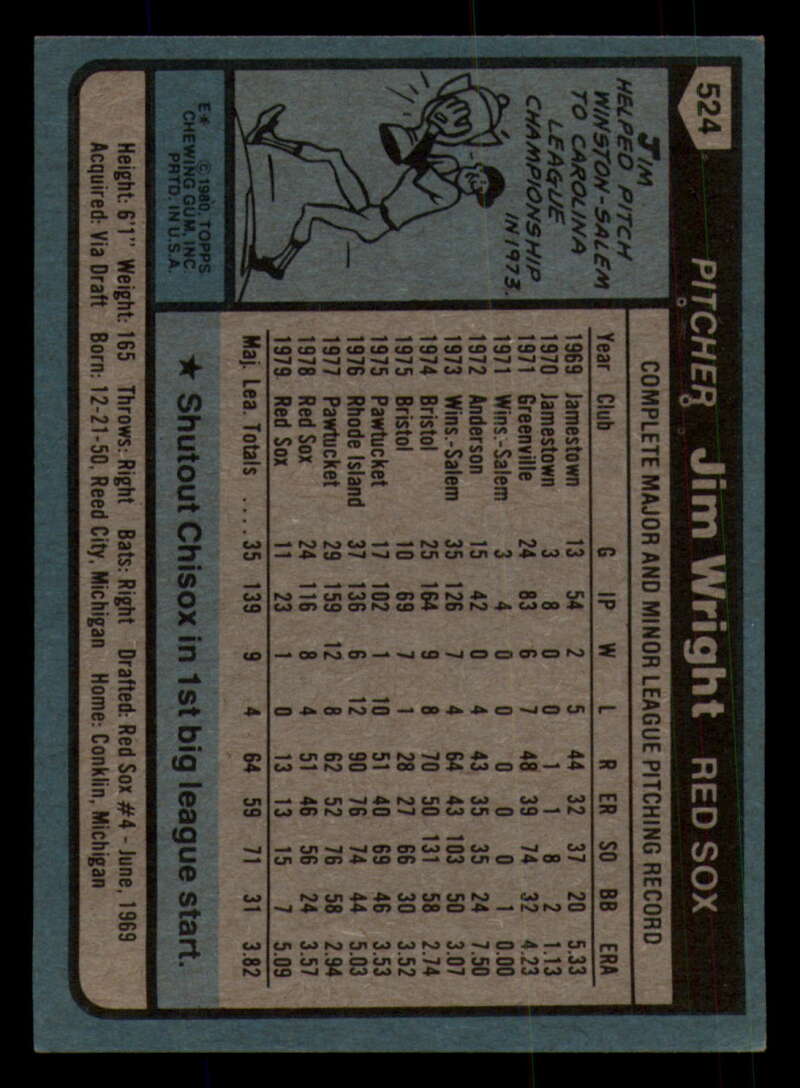 524 PITCHER Jim Wright RED SOX
JIM
HELPED PITCH
WINSTON-SALEM
TO CAROLINA
LEAGUE
CHAMPIONSHIP
IN 1973.
COMPLETE MAJOR AND MINOR LEAGUE PITCHING RECORD
Year Club G IP W L R ER SO BB ERA
1969 Jamestown 13 54 2 5 44 32 37 20 5.33
1970 Jamestown 3 8 0 0 1 1 8 2 1.13
1971 Greenville 24 83 6 7 48 39 74 32 4.23
1971 Wins.-Salem 3 4 0 0 0 0 0 1 0.00
1972 Anderson 15 42 0 4 43 35 35 24 7.50
1973 Wins.-Salem 35 126 7 4 64 43 103 50 3.07
1974 Bristol 25 164 9 8 70 50 131 58 2.74
1975 Bristol 10 69 7 1 28 27 66 30 3.52
1975 Pawtucket 17 102 1 10 51 40 69 46 3.53
1976 Rhode Island 37 136 6 12 90 76 74 44 5.03
1977 Pawtucket 29 159 12 8 62 52 76 58 2.94
1978 Red Sox 24 116 8 4 51 46 56 24 3.57
1979 Red Sox 11 23 1 0 13 13 15 7 5.09
Maj. Lea. Totals .... 35 139 9 4 64 59 71 31 3.82
E* © 1980, TOPPS
CHEWING GUM, INC.
PRTD. IN U.S.A.
★ Shutout Chisox in 1st big league start.
Height: 6'1" Weight: 165 Throws: Right Bats: Right Drafted: Red Sox #4 - June, 1969
Acquired: Via Draft Born: 12-21-50, Reed City, Michigan Home: Conklin, Michigan